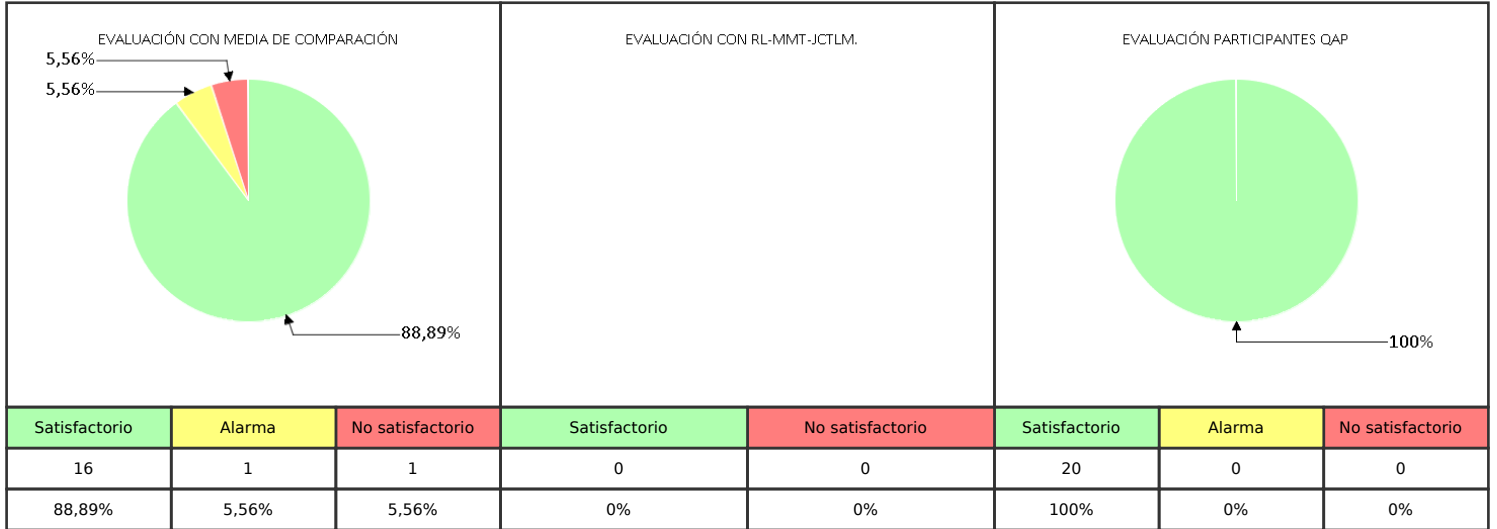 EVALUACIÓN CON MEDIA DE COMPARACIÓN
5,56%
5,56%
88,89%
EVALUACIÓN CON RL-MMT-JCTLM.
EVALUACIÓN PARTICIPANTES QAP
100%
Satisfactorio Alarma No satisfactorio Satisfactorio No satisfactorio Satisfactorio Alarma No satisfactorio
16 1 1 0 0 20 0 0
88,89% 5,56% 5,56% 0% 0% 100% 0% 0%